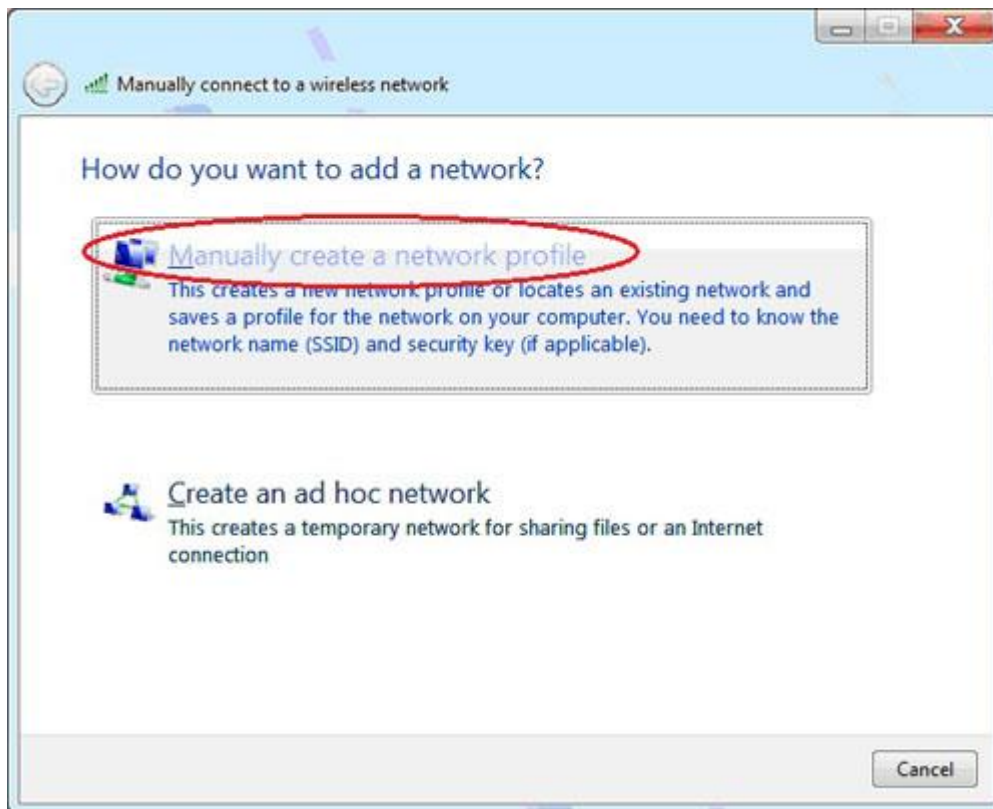 Manually connect to a wireless network
How do you want to add a network?
Manually create a network profile
This creates a new network profile or locates an existing network and
saves a profile for the network on your computer. You need to know the
network name (SSID) and security key (if applicable).
Create an ad hoc network
This creates a temporary network for sharing files or an Internet
connection
Cancel